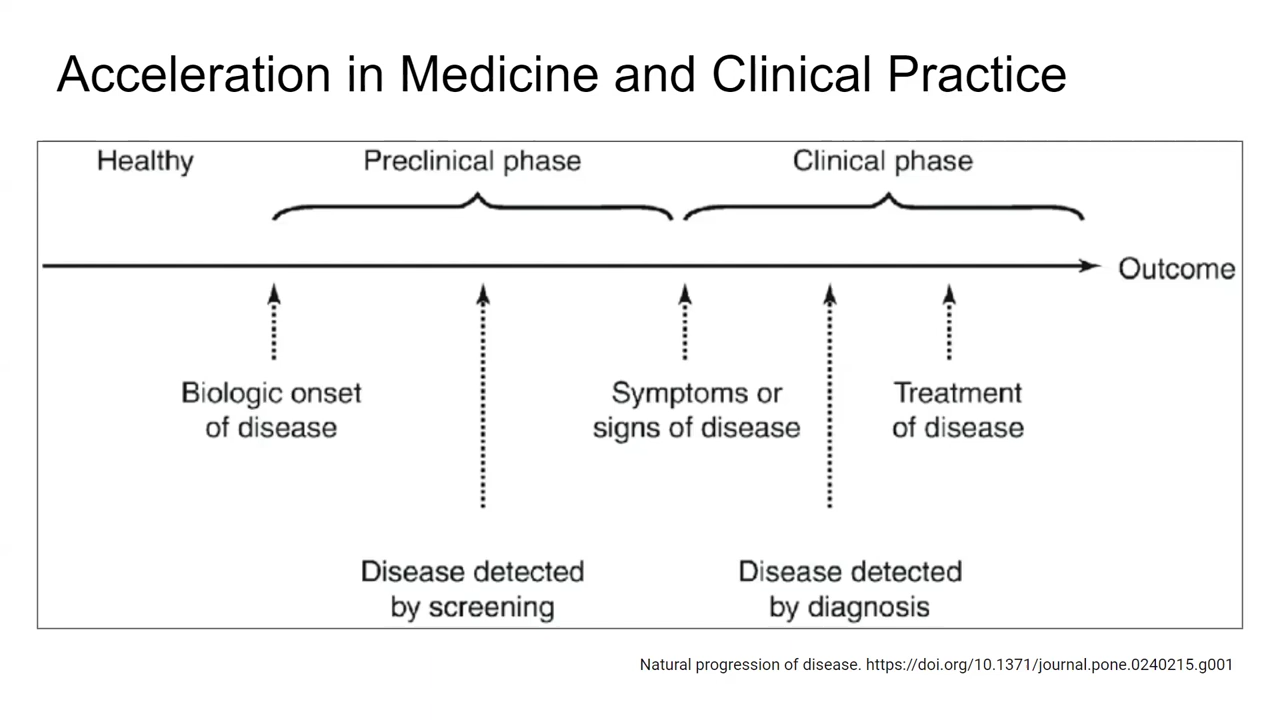 Acceleration in Medicine and Clinical Practice
Healthy
Preclinical phase
Clinical phase
Outcome
Biologic onset
of disease
Symptoms or
signs of disease
Treatment
of disease
Disease detected
by screening
Disease detected
by diagnosis
Natural progression of disease. https://doi.org/10.1371/journal.pone.0240215.g001